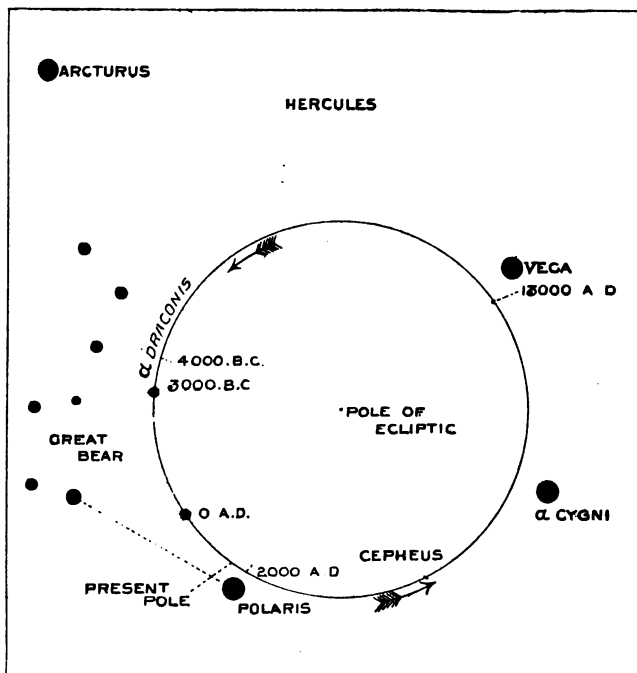 ARCTURUS
HERCULES
VEGA
13000 A D
α DRACONIS
4000.B.C.
3000.B.C
POLE OF
ECLIPTIC
GREAT
BEAR
α CYGNI
0 A.D.
CEPHEUS
2000 A D
PRESENT
POLE
POLARIS